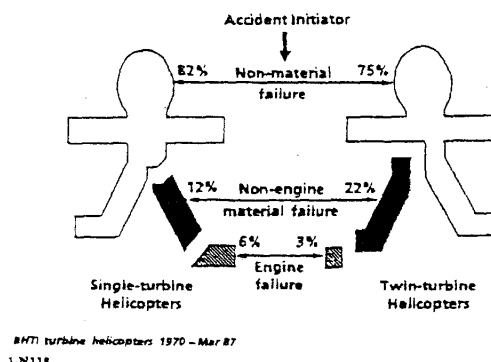 Accident Initiator
82% Non-material 75%
failure
12% Non-engine 22%
material failure
6% 3%
Engine
failure
Single-turbine Twin-turbine
Helicopters Helicopters
BHTI turbine helicopters 1970 – Mar 87